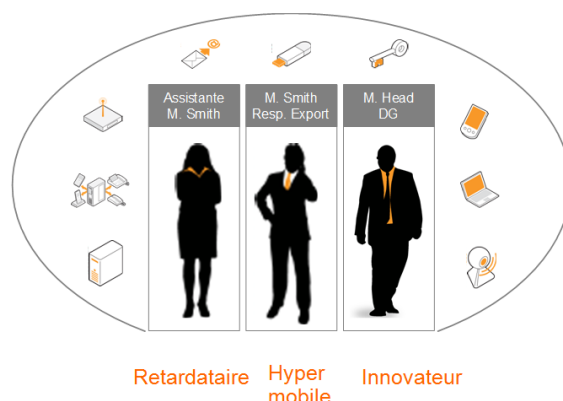 Assistante
M. Smith
M. Smith
Resp. Export
M. Head
DG
Retardataire
Hyper
mobile
Innovateur